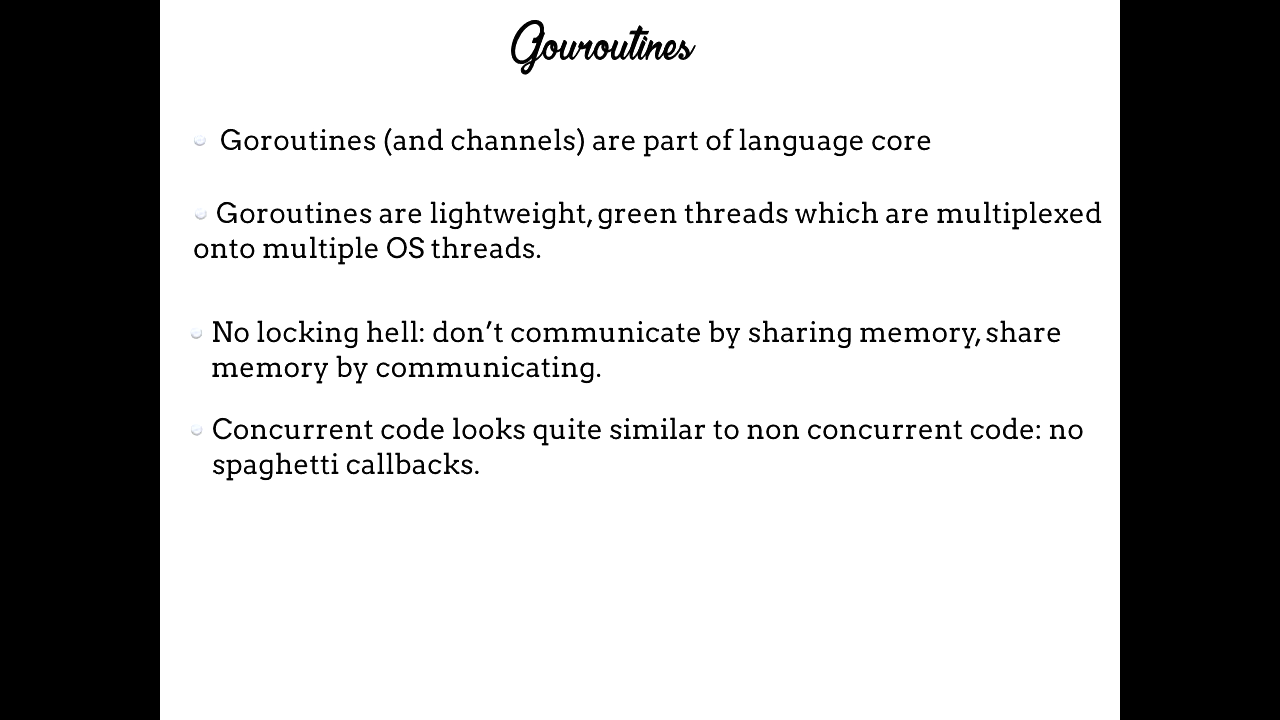 Gouroutines
Goroutines (and channels) are part of language core
Goroutines are lightweight, green threads which are multiplexed
onto multiple OS threads.
No locking hell: don’t communicate by sharing memory, share
memory by communicating.
Concurrent code looks quite similar to non concurrent code: no
spaghetti callbacks.